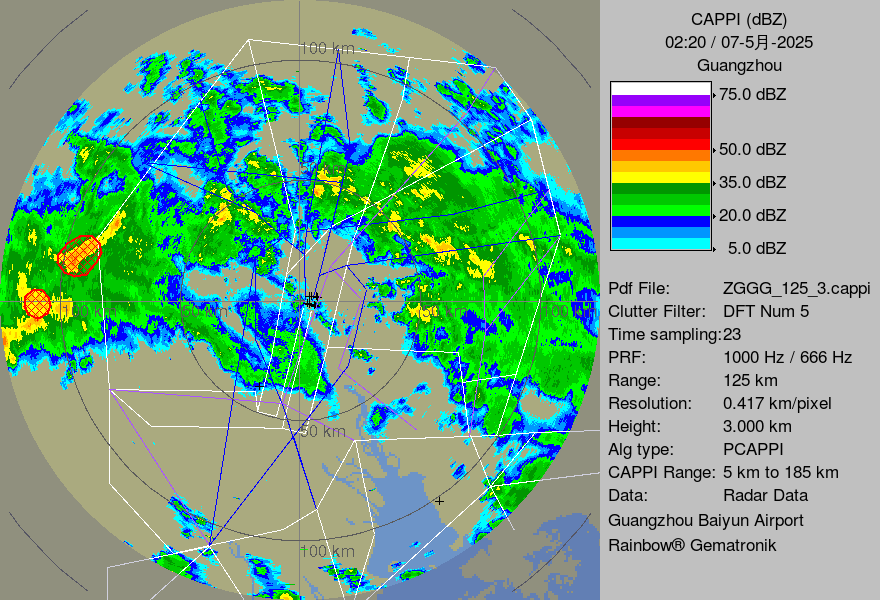 CAPPI (dBZ)
02:20 / 07-5月-2025
Guangzhou
75.0 dBZ
50.0 dBZ
35.0 dBZ
20.0 dBZ
5.0 dBZ
Pdf File: ZGGG_125_3.cappi
Clutter Filter: DFT Num 5
Time sampling:23
PRF: 1000 Hz / 666 Hz
Range: 125 km
Resolution: 0.417 km/pixel
Height: 3.000 km
Alg type: PCAPPI
CAPPI Range: 5 km to 185 km
Data: Radar Data
Guangzhou Baiyun Airport
Rainbow® Gematronik
100 km
100 km
50 km
50 km
100 km
50 km
100 km